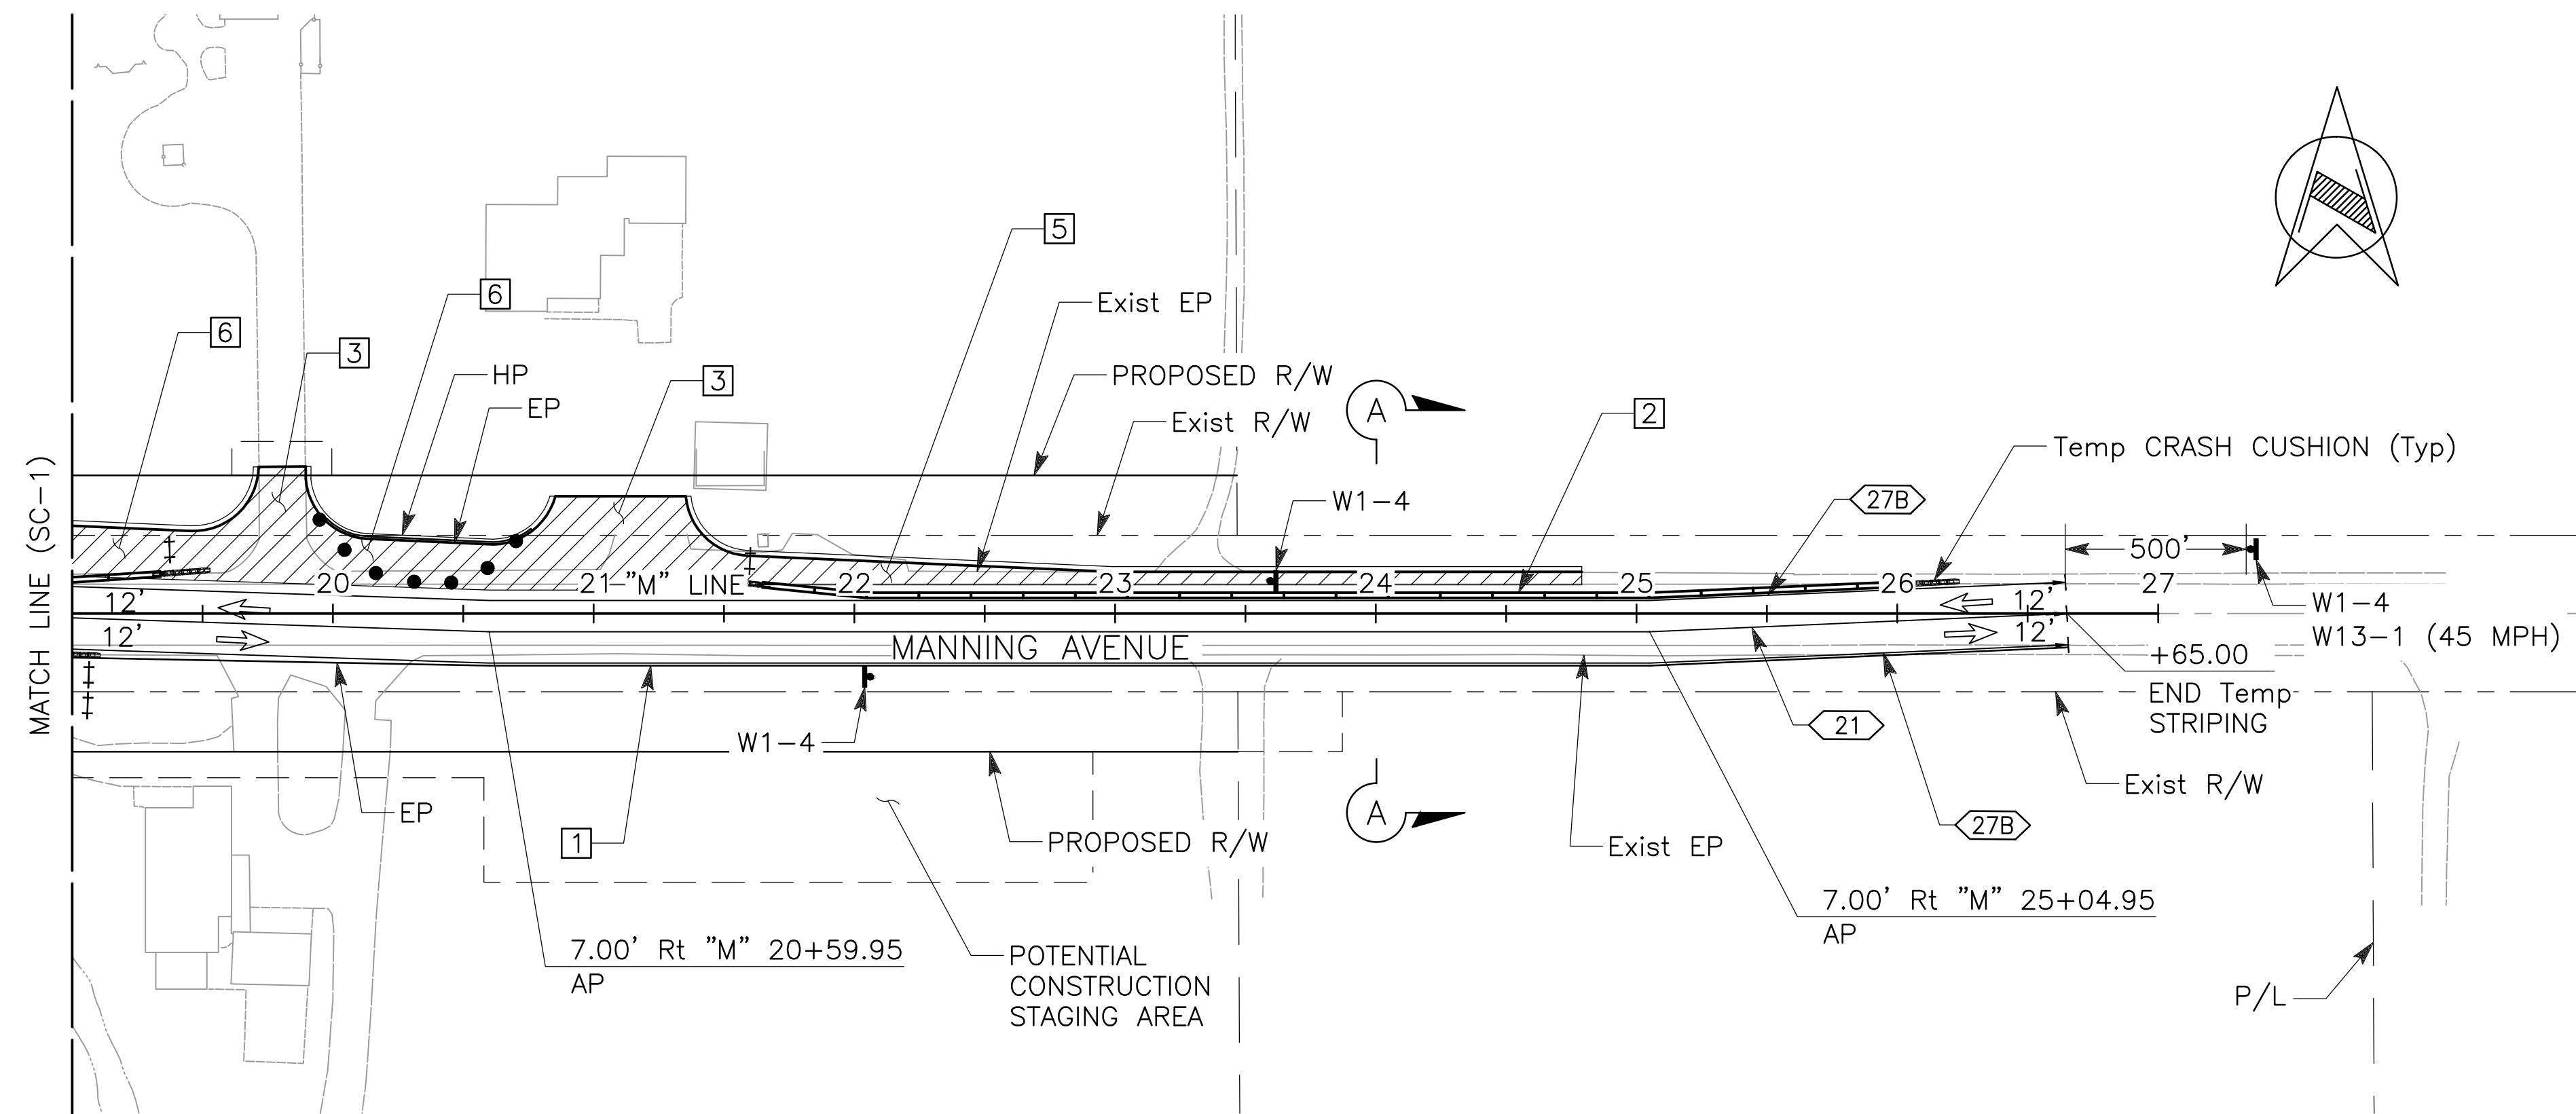 5
6
Exist EP
6
3
HP
3
PROPOSED R/W
EP
A
2
Exist R/W
Temp CRASH CUSHION (Typ)
W1-4
27B
MATCH LINE (SC-1)
500'
20
21
"M" LINE
22
23
24
25
26
27
12'
12'
12'
12'
W1-4
W13-1 (45 MPH)
MANNING AVENUE
+65.00
END Temp
STRIPING
21
W1-4
Exist R/W
EP
1
PROPOSED R/W
A
Exist EP
27B
7.00' Rt "M" 25+04.95
AP
7.00' Rt "M" 20+59.95
AP
POTENTIAL
CONSTRUCTION
STAGING AREA
P/L